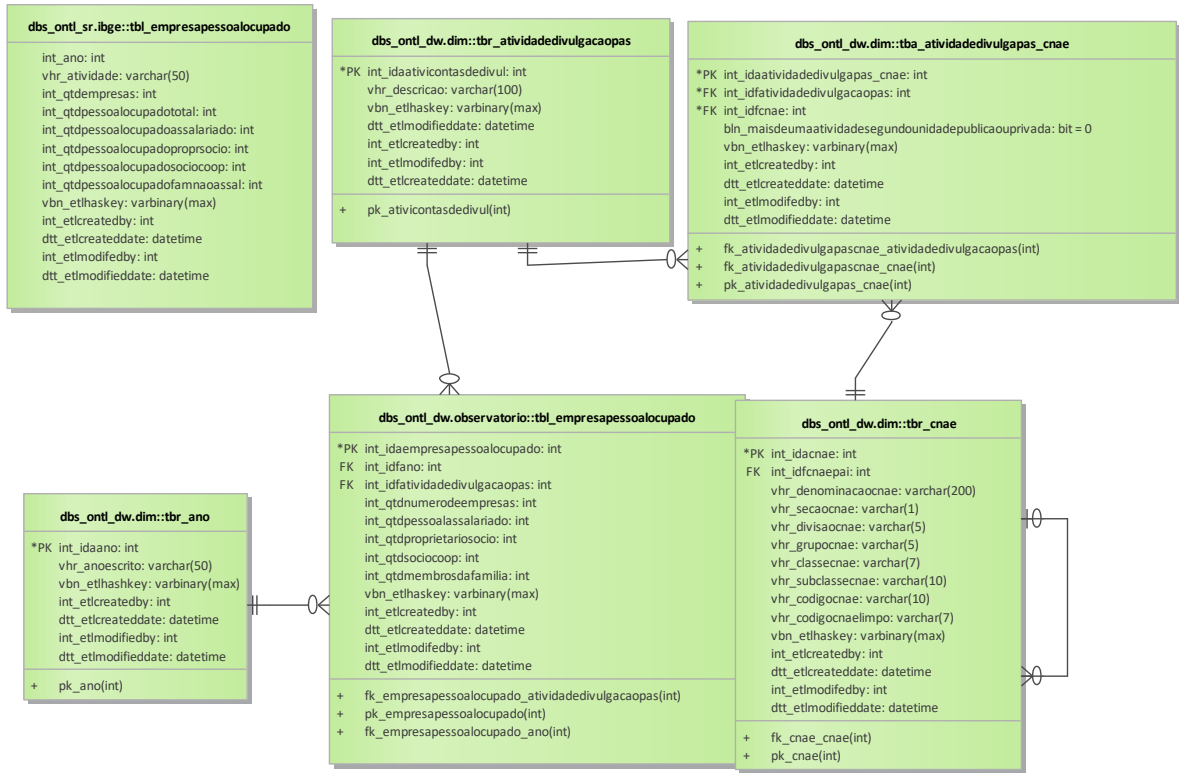 dbs_ontl_sr.ibge::tbl_empresapessoalocupado
int_ano: int
vhr_atividade: varchar(50)
int_qtdempresas: int
int_qtdpessoalocupadototal: int
int_qtdpessoalocupadoassalariado: int
int_qtdpessoalocupadoproprsocio: int
int_qtdpessoalocupadosociocoop: int
int_qtdpessoalocupadofamnaoassal: int
vbn_etlhaskey: varbinary(max)
int_etlcreatedby: int
dtt_etlcreateddate: datetime
int_etlmodifedby: int
dtt_etlmodifieddate: datetime
dbs_ontl_dw.dim::tbr_atividadedivulgacaopas
*PK int_idaativicontasdedivul: int
vhr_descricao: varchar(100)
vbn_etlhaskey: varbinary(max)
dtt_etlmodifieddate: datetime
int_etlcreatedby: int
int_etlmodifedby: int
dtt_etlcreateddate: datetime
+ pk_ativicontasdedivul(int)
dbs_ontl_dw.dim::tba_atividadedivulgapas_cnae
*PK int_idaatividadedivulgapas_cnae: int
*FK int_idfatividadedivulgacaopas: int
*FK int_idfcnae: int
bln_maisdeumaatividadesegundounidadepublicaouprivada: bit = 0
vbn_etlhaskey: varbinary(max)
int_etlcreatedby: int
dtt_etlcreateddate: datetime
int_etlmodifedby: int
dtt_etlmodifieddate: datetime
+ fk_atividadedivulgapascnae_atividadedivulgacaopas(int)
+ fk_atividadedivulgapascnae_cnae(int)
+ pk_atividadedivulgapas_cnae(int)
dbs_ontl_dw.dim::tbr_ano
*PK int_idaano: int
vhr_anoescrito: varchar(50)
vbn_etlhashkey: varbinary(max)
int_etlcreatedby: int
dtt_etlcreateddate: datetime
int_etlmodifiedby: int
dtt_etlmodifieddate: datetime
+ pk_ano(int)
dbs_ontl_dw.observatorio::tbl_empresapessoalocupado
*PK int_idaempresapessoalocupado: int
FK int_idfano: int
FK int_idfatividadedivulgacaopas: int
int_qtdnumerodeempresas: int
int_qtdpessoalassalariado: int
int_qtdproprietariosocio: int
int_qtdsociocoop: int
int_qtdmembrosdafamilia: int
vbn_etlhaskey: varbinary(max)
int_etlcreatedby: int
dtt_etlcreateddate: datetime
int_etlmodifedby: int
dtt_etlmodifieddate: datetime
+ fk_empresapessoalocupado_atividadedivulgacaopas(int)
+ pk_empresapessoalocupado(int)
+ fk_empresapessoalocupado_ano(int)
dbs_ontl_dw.dim::tbr_cnae
*PK int_idacnae: int
FK int_idfcnaepai: int
vhr_denominacaocnae: varchar(200)
vhr_secaocnae: varchar(1)
vhr_divisaocnae: varchar(5)
vhr_grupocnae: varchar(5)
vhr_classecnae: varchar(7)
vhr_subclassecnae: varchar(10)
vhr_codigocnae: varchar(10)
vhr_codigocnaelimpo: varchar(7)
vbn_etlhaskey: varbinary(max)
int_etlcreatedby: int
dtt_etlcreateddate: datetime
int_etlmodifedby: int
dtt_etlmodifieddate: datetime
+ fk_cnae_cnae(int)
+ pk_cnae(int)